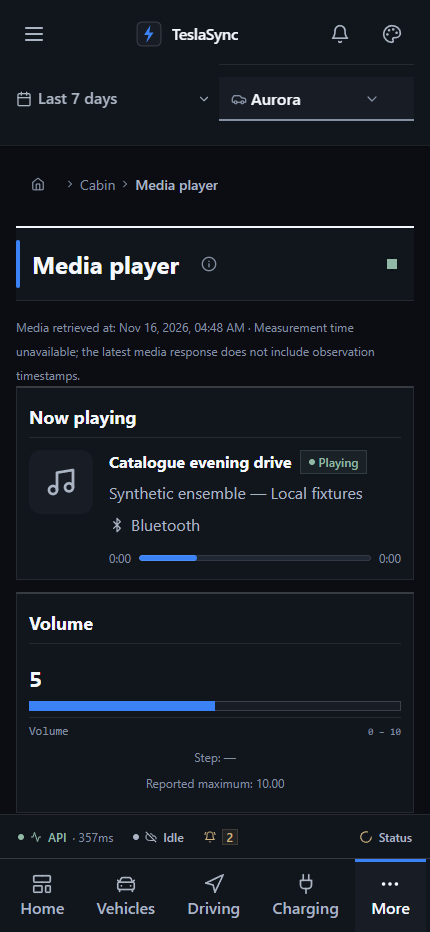 TeslaSync
Last 7 days
Aurora
Cabin
Media player
Media player
Media retrieved at: Nov 16, 2026, 04:48 AM · Measurement time
unavailable; the latest media response does not include observation
timestamps.
Now playing
Catalogue evening drive
Playing
Synthetic ensemble — Local fixtures
Bluetooth
0:00
0:00
Volume
5
Volume
0 – 10
Step: —
Reported maximum: 10.00
API · 357ms
Idle
2
Status
Home
Vehicles
Driving
Charging
More